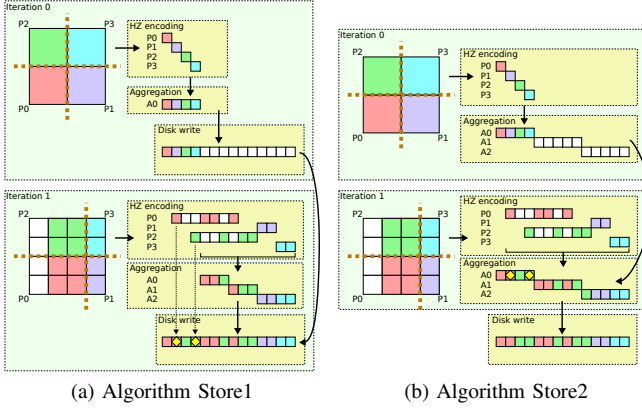 Iteration 0
P2
P3
P0
P1
HZ encoding
P0
P1
P2
P3
Aggregation
A0
Disk write
Iteration 1
P2
P3
P0
P1
HZ encoding
P0
P1
P2
P3
Aggregation
A0
A1
A2
Disk write
(a) Algorithm Store1
Iteration 0
P2
P3
P0
P1
HZ encoding
P0
P1
P2
P3
Aggregation
A0
A1
A2
Iteration 1
P2
P3
P0
P1
HZ encoding
P0
P1
P2
P3
Aggregation
A0
A1
A2
Disk write
(b) Algorithm Store2